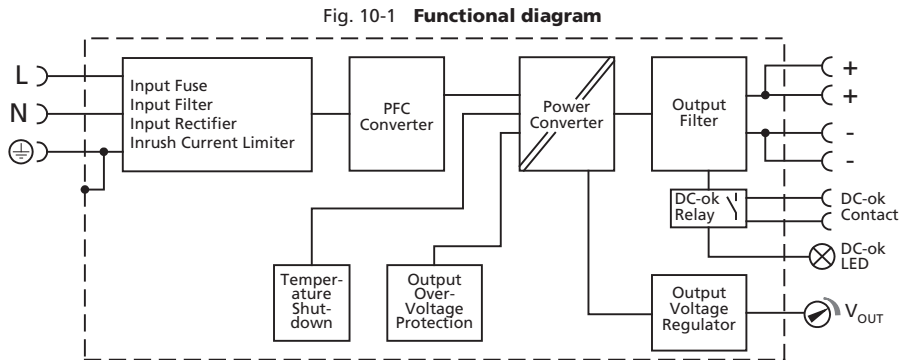 Fig. 10-1 Functional diagram
L
N
Input Fuse
Input Filter
Input Rectifier
Inrush Current Limiter
PFC
Converter
Power
Converter
Output
Filter
+
+
-
-
DC-ok
Relay
DC-ok
Contact
DC-ok
LED
Temper-
ature
Shut-
down
Output
Over-
Voltage
Protection
Output
Voltage
Regulator
VOUT